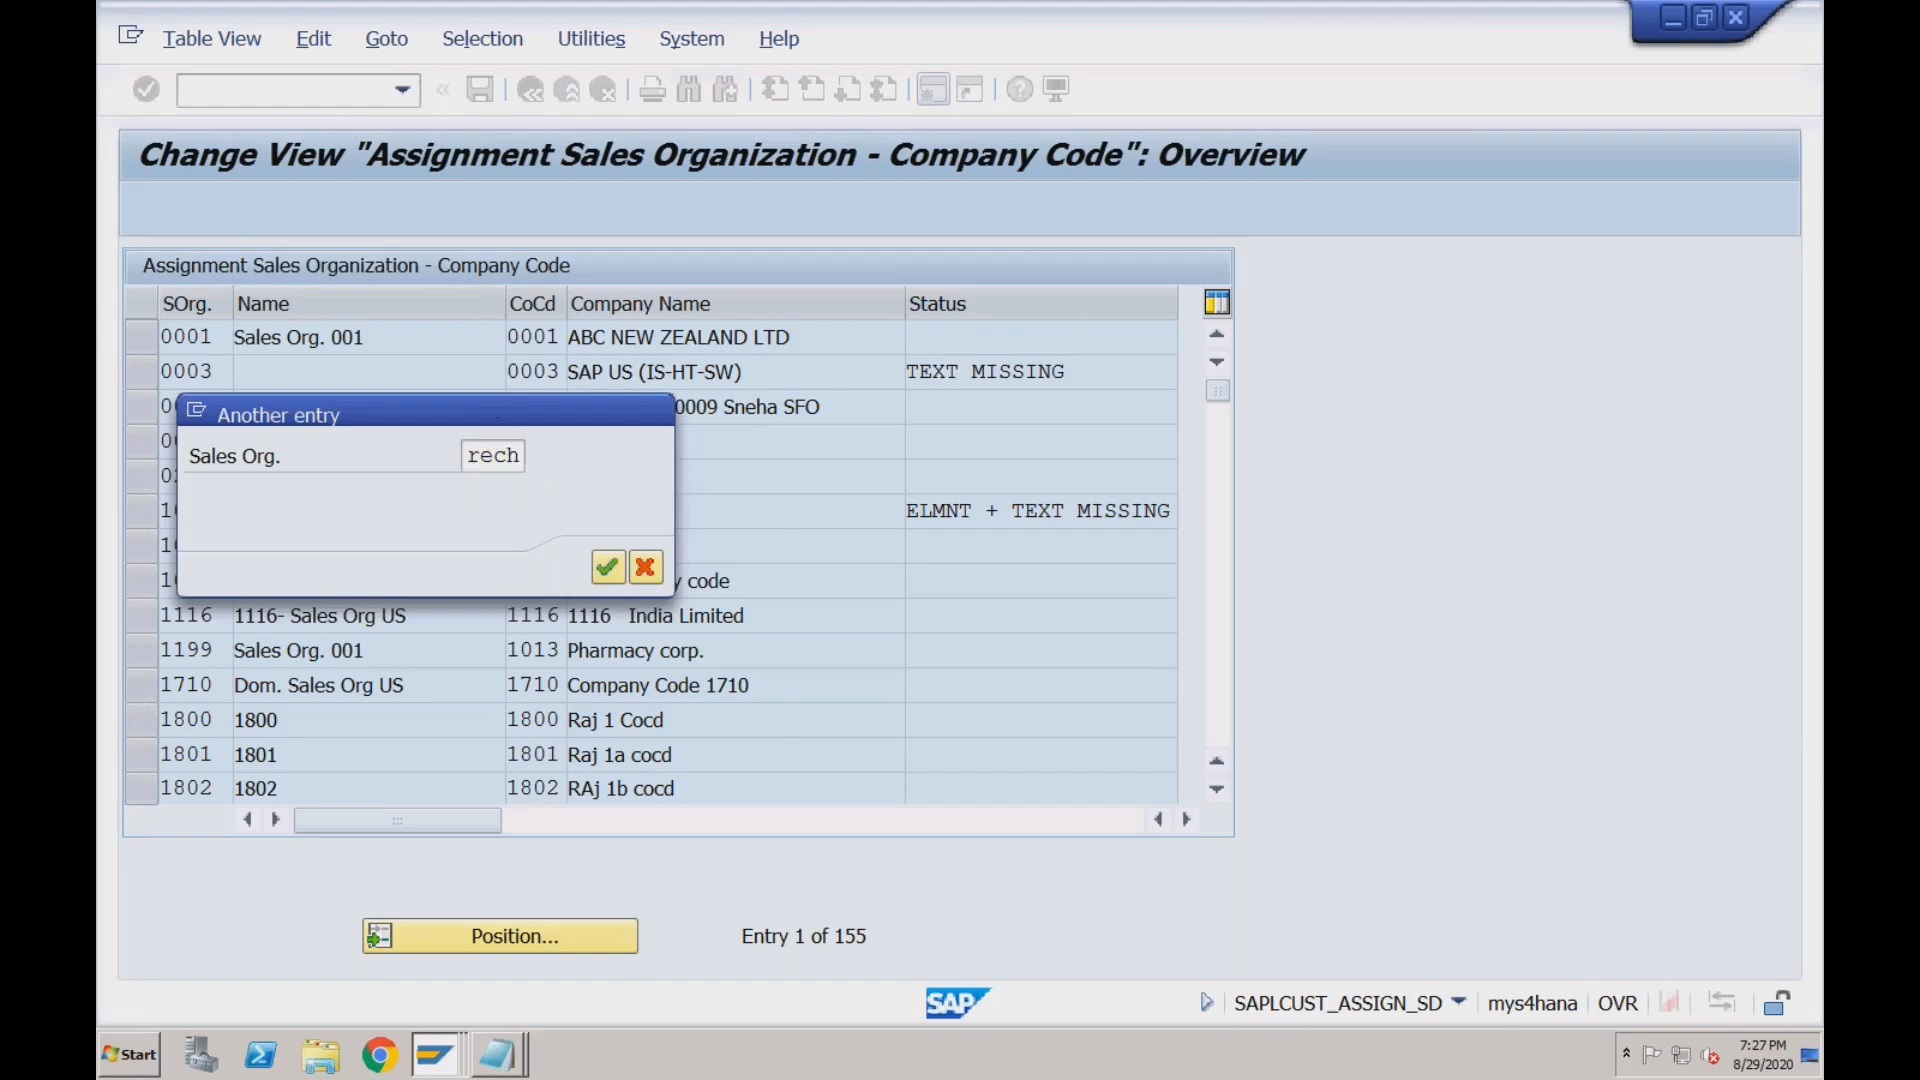 Table View Edit Goto Selection Utilities System Help
Change View "Assignment Sales Organization - Company Code": Overview
Assignment Sales Organization - Company Code
SOrg. Name CoCd Company Name Status
0001 Sales Org. 001 0001 ABC NEW ZEALAND LTD
0003 0003 SAP US (IS-HT-SW) TEXT MISSING
0009 Sneha SFO
Another entry
Sales Org. rech
ELMNT + TEXT MISSING
code
1116 1116- Sales Org US 1116 1116 India Limited
1199 Sales Org. 001 1013 Pharmacy corp.
1710 Dom. Sales Org US 1710 Company Code 1710
1800 1800 1800 Raj 1 Cocd
1801 1801 1801 Raj 1a cocd
1802 1802 1802 RAj 1b cocd
Position... Entry 1 of 155
SAP SAPLCUST_ASSIGN_SD mys4hana OVR
Start 7:27 PM
8/29/2020